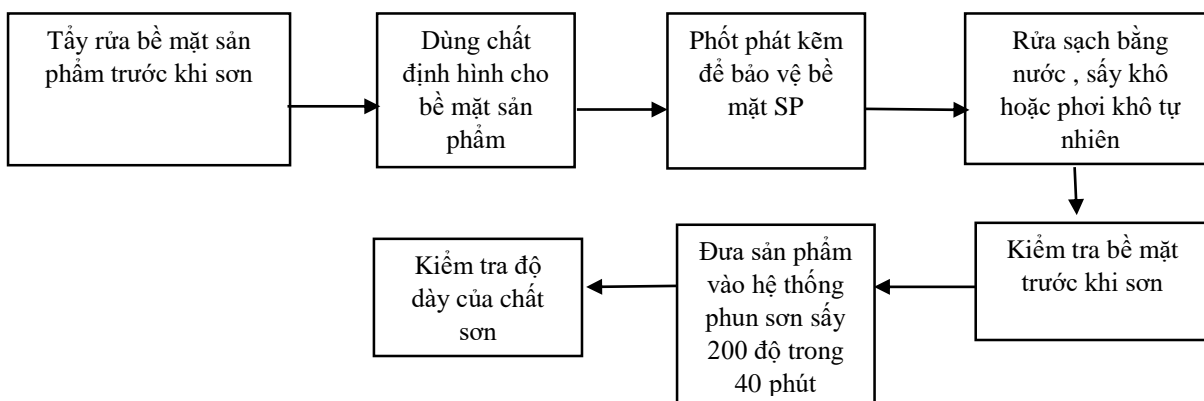 Tẩy rửa bề mặt sản
phẩm trước khi sơn
Dùng chất
định hình cho
bề mặt sản
phẩm
Phốt phát kẽm
để bảo vệ bề
mặt SP
Rửa sạch bằng
nước , sấy khô
hoặc phơi khô tự
nhiên
Kiểm tra bề mặt
trước khi sơn
Đưa sản phẩm
vào hệ thống
phun sơn sấy
200 độ trong
40 phút
Kiểm tra độ
dày của chất
sơn